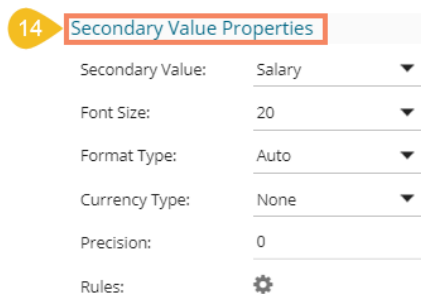 14 Secondary Value Properties
Secondary Value: Salary
Font Size: 20
Format Type: Auto
Currency Type: None
Precision: 0
Rules: